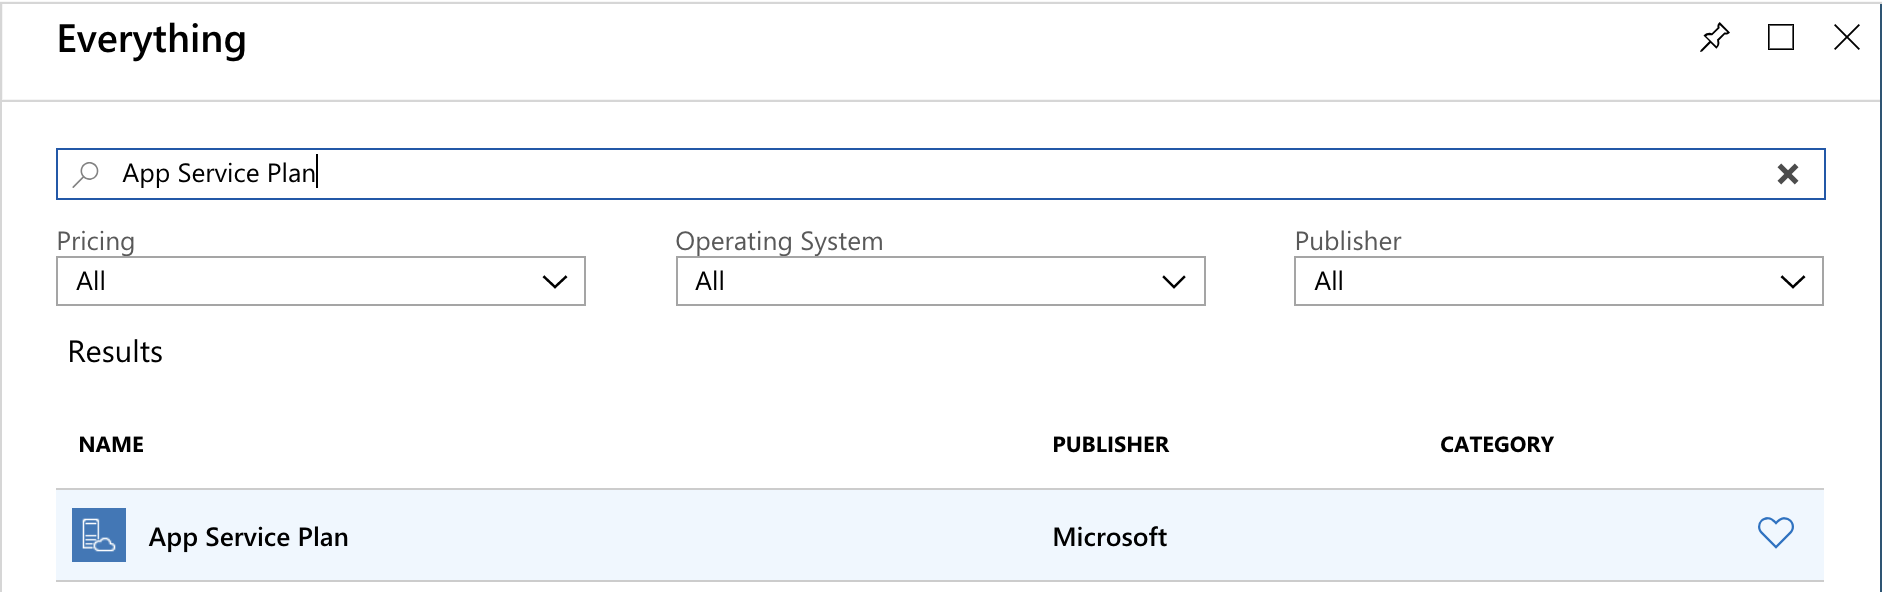 Everything
App Service Plan
Pricing Operating System Publisher
All All All
Results
NAME PUBLISHER CATEGORY
App Service Plan Microsoft